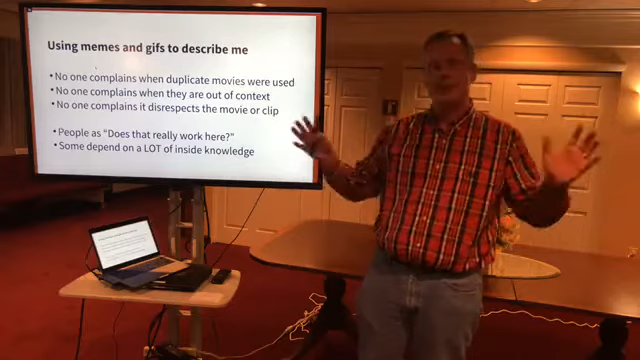 Using memes and gifs to describe me
• No one complains when duplicate movies were used
• No one complains when they are out of context
• No one complains it disrespects the movie or clip
• People as "Does that really work here?"
• Some depend on a LOT of inside knowledge